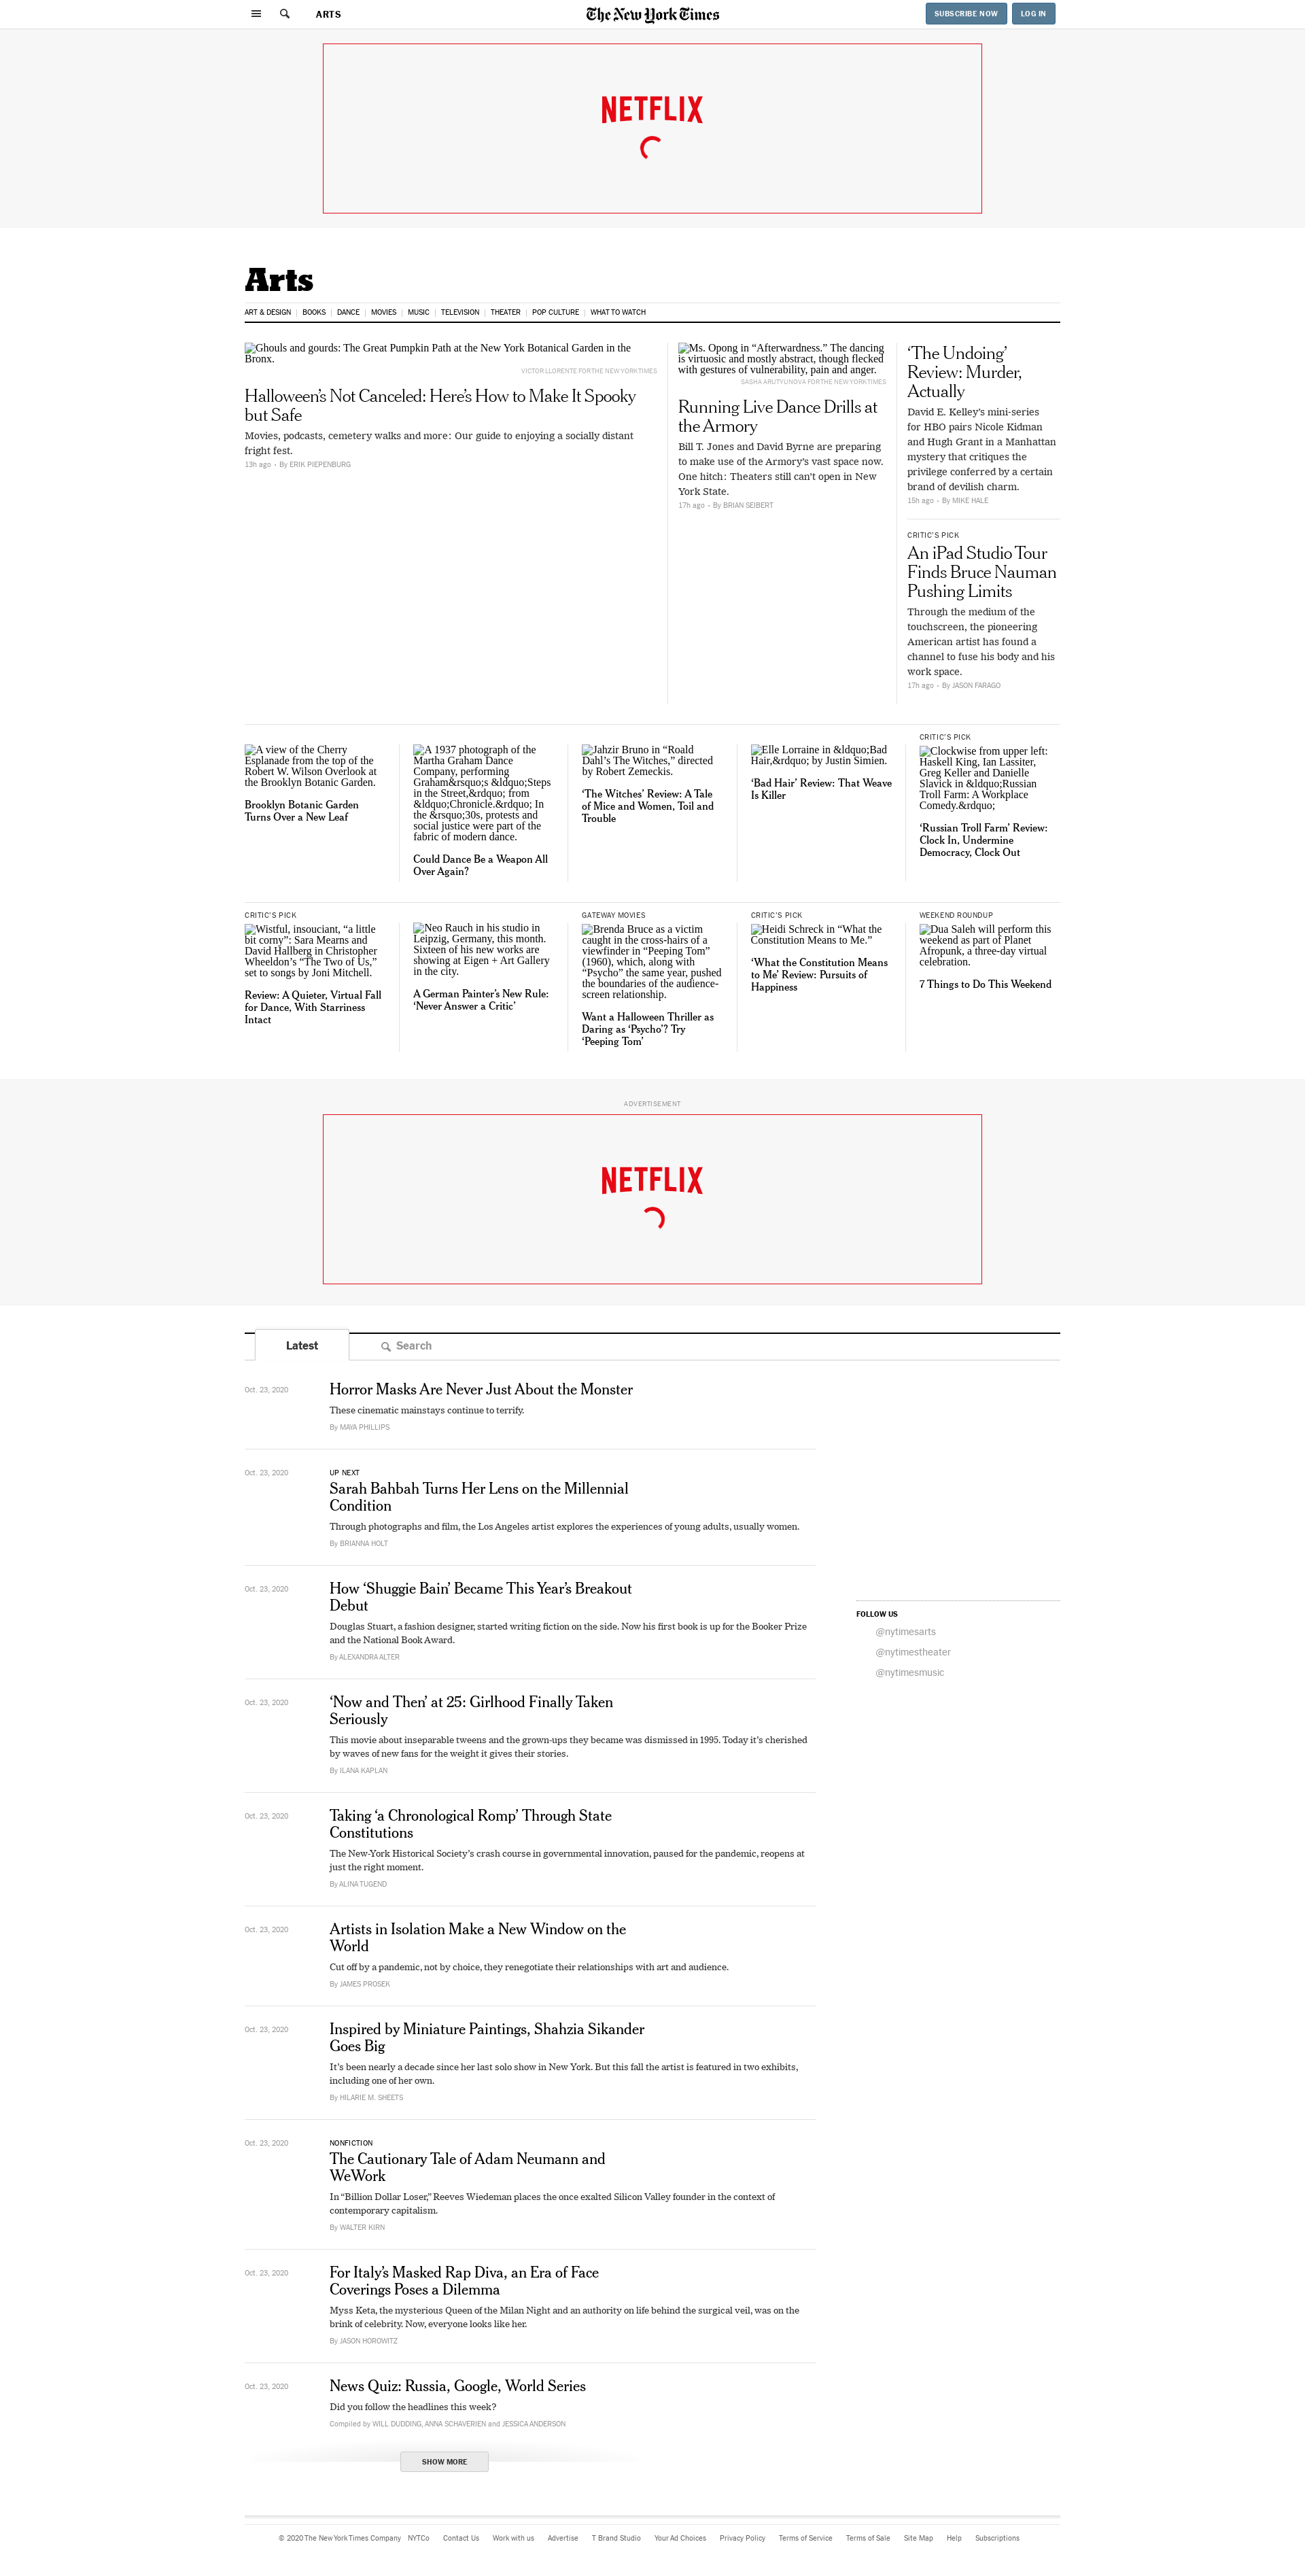 ARTS
The New York Times
SUBSCRIBE NOW
LOG IN
NETFLIX
Arts
ART & DESIGN
BOOKS
DANCE
MOVIES
MUSIC
TELEVISION
THEATER
POP CULTURE
WHAT TO WATCH
Ghouls and gourds: The Great Pumpkin Path at the New York Botanical Garden in the
Bronx.
VICTOR LLORENTE FOR THE NEW YORK TIMES
Halloween’s Not Canceled: Here’s How to Make It Spooky
but Safe
Movies, podcasts, cemetery walks and more: Our guide to enjoying a socially distant
fright fest.
13h ago • By ERIK PIEPENBURG
Ms. Opong in “Afterwardness.” The dancing
is virtuosic and mostly abstract, though flecked
with gestures of vulnerability, pain and anger.
SASHA ARUTYUNOVA FOR THE NEW YORK TIMES
Running Live Dance Drills at
the Armory
Bill T. Jones and David Byrne are preparing
to make use of the Armory’s vast space now.
One hitch: Theaters still can’t open in New
York State.
17h ago • By BRIAN SEIBERT
‘The Undoing’
Review: Murder,
Actually
David E. Kelley’s mini-series
for HBO pairs Nicole Kidman
and Hugh Grant in a Manhattan
mystery that critiques the
privilege conferred by a certain
brand of devilish charm.
15h ago • By MIKE HALE
CRITIC’S PICK
An iPad Studio Tour
Finds Bruce Nauman
Pushing Limits
Through the medium of the
touchscreen, the pioneering
American artist has found a
channel to fuse his body and his
work space.
17h ago • By JASON FARAGO
A view of the Cherry
Esplanade from the top of the
Robert W. Wilson Overlook at
the Brooklyn Botanic Garden.
Brooklyn Botanic Garden
Turns Over a New Leaf
A 1937 photograph of the
Martha Graham Dance
Company, performing
Graham&rsquo;s &ldquo;Steps
in the Street,&rdquo; from
&ldquo;Chronicle.&rdquo; In
the &rsquo;30s, protests and
social justice were part of the
fabric of modern dance.
Could Dance Be a Weapon All
Over Again?
Jahzir Bruno in “Roald
Dahl’s The Witches,” directed
by Robert Zemeckis.
‘The Witches’ Review: A Tale
of Mice and Women, Toil and
Trouble
Elle Lorraine in &ldquo;Bad
Hair,&rdquo; by Justin Simien.
‘Bad Hair’ Review: That Weave
Is Killer
CRITIC’S PICK
Clockwise from upper left:
Haskell King, Ian Lassiter,
Greg Keller and Danielle
Slavick in &ldquo;Russian
Troll Farm: A Workplace
Comedy.&rdquo;
‘Russian Troll Farm’ Review:
Clock In, Undermine
Democracy, Clock Out
CRITIC’S PICK
Wistful, insouciant, “a little
bit corny”: Sara Mearns and
David Hallberg in Christopher
Wheeldon’s “The Two of Us,”
set to songs by Joni Mitchell.
Review: A Quieter, Virtual Fall
for Dance, With Starriness
Intact
Neo Rauch in his studio in
Leipzig, Germany, this month.
Sixteen of his new works are
showing at Eigen + Art Gallery
in the city.
A German Painter’s New Rule:
‘Never Answer a Critic’
GATEWAY MOVIES
Brenda Bruce as a victim
caught in the cross-hairs of a
viewfinder in “Peeping Tom”
(1960), which, along with
“Psycho” the same year, pushed
the boundaries of the audience-
screen relationship.
Want a Halloween Thriller as
Daring as ‘Psycho’? Try
‘Peeping Tom’
CRITIC’S PICK
Heidi Schreck in “What the
Constitution Means to Me.”
‘What the Constitution Means
to Me’ Review: Pursuits of
Happiness
WEEKEND ROUNDUP
Dua Saleh will perform this
weekend as part of Planet
Afropunk, a three-day virtual
celebration.
7 Things to Do This Weekend
ADVERTISEMENT
NETFLIX
Latest
Search
Oct. 23, 2020
Horror Masks Are Never Just About the Monster
These cinematic mainstays continue to terrify.
By MAYA PHILLIPS
Oct. 23, 2020
UP NEXT
Sarah Bahbah Turns Her Lens on the Millennial
Condition
Through photographs and film, the Los Angeles artist explores the experiences of young adults, usually women.
By BRIANNA HOLT
Oct. 23, 2020
How ‘Shuggie Bain’ Became This Year’s Breakout
Debut
Douglas Stuart, a fashion designer, started writing fiction on the side. Now his first book is up for the Booker Prize
and the National Book Award.
By ALEXANDRA ALTER
FOLLOW US
@nytimesarts
@nytimestheater
@nytimesmusic
Oct. 23, 2020
‘Now and Then’ at 25: Girlhood Finally Taken
Seriously
This movie about inseparable tweens and the grown-ups they became was dismissed in 1995. Today it’s cherished
by waves of new fans for the weight it gives their stories.
By ILANA KAPLAN
Oct. 23, 2020
Taking ‘a Chronological Romp’ Through State
Constitutions
The New-York Historical Society’s crash course in governmental innovation, paused for the pandemic, reopens at
just the right moment.
By ALINA TUGEND
Oct. 23, 2020
Artists in Isolation Make a New Window on the
World
Cut off by a pandemic, not by choice, they renegotiate their relationships with art and audience.
By JAMES PROSEK
Oct. 23, 2020
Inspired by Miniature Paintings, Shahzia Sikander
Goes Big
It’s been nearly a decade since her last solo show in New York. But this fall the artist is featured in two exhibits,
including one of her own.
By HILARIE M. SHEETS
Oct. 23, 2020
NONFICTION
The Cautionary Tale of Adam Neumann and
WeWork
In “Billion Dollar Loser,” Reeves Wiedeman places the once exalted Silicon Valley founder in the context of
contemporary capitalism.
By WALTER KIRN
Oct. 23, 2020
For Italy’s Masked Rap Diva, an Era of Face
Coverings Poses a Dilemma
Myss Keta, the mysterious Queen of the Milan Night and an authority on life behind the surgical veil, was on the
brink of celebrity. Now, everyone looks like her.
By JASON HOROWITZ
Oct. 23, 2020
News Quiz: Russia, Google, World Series
Did you follow the headlines this week?
Compiled by WILL DUDDING, ANNA SCHAVERIEN and JESSICA ANDERSON
SHOW MORE
© 2020 The New York Times Company NYTCo Contact Us Work with us Advertise T Brand Studio Your Ad Choices Privacy Policy Terms of Service Terms of Sale Site Map Help Subscriptions